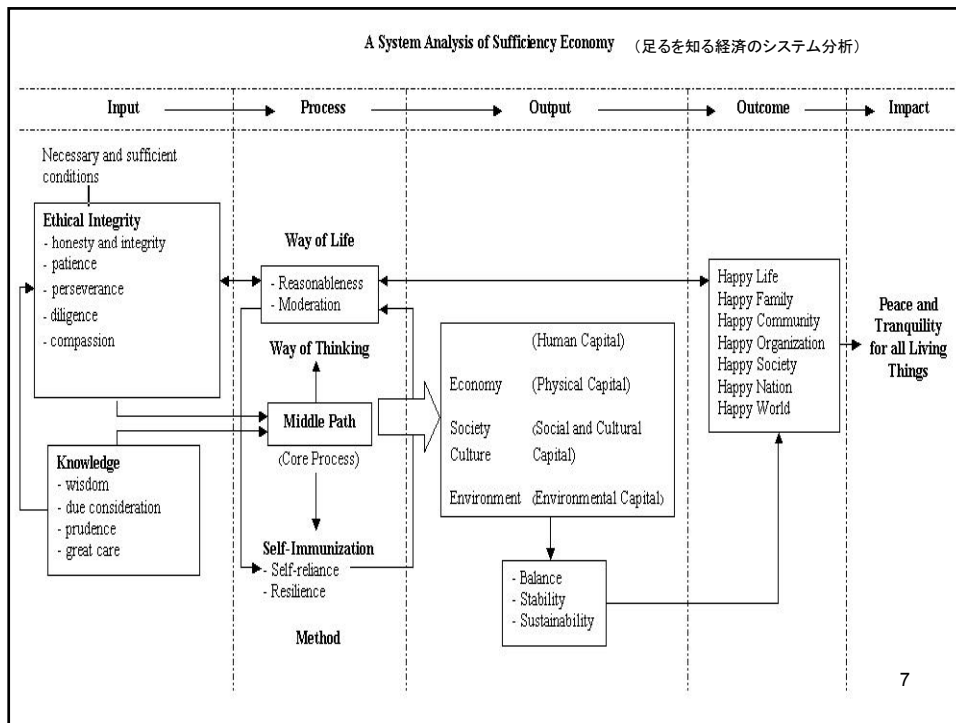 A System Analysis of Sufficiency Economy （足るを知る経済のシステム分析）
Input Process Output Outcome Impact
Necessary and sufficient
conditions
Ethical Integrity
- honesty and integrity
- patience
- perseverance
- diligence
- compassion
Knowledge
- wisdom
- due consideration
- prudence
- great care
Way of Life
- Reasonableness
- Moderation
Way of Thinking
Middle Path
(Core Process)
Self-Immunization
- Self-reliance
- Resilience
Method
(Human Capital)
Economy (Physical Capital)
Society (Social and Cultural
Culture Capital)
Environment (Environmental Capital)
- Balance
- Stability
- Sustainability
Happy Life
Happy Family
Happy Community
Happy Organization
Happy Society
Happy Nation
Happy World
Peace and
Tranquility
for all Living
Things
7